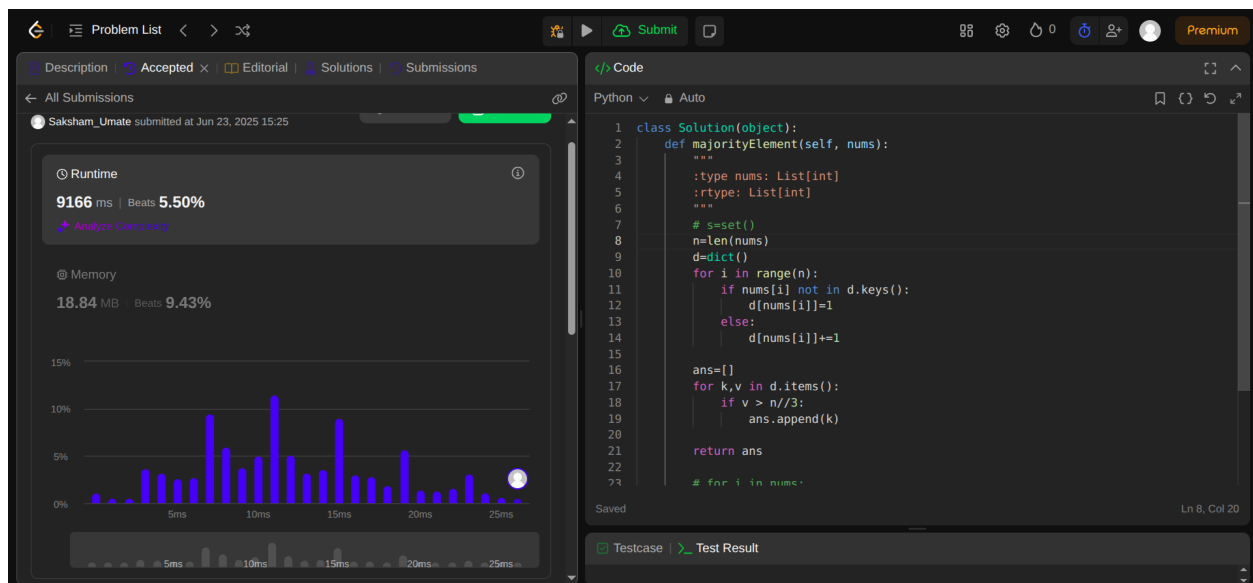 Problem List
Submit
0
Premium
Description | Accepted × | Editorial | Solutions | Submissions
All Submissions
Saksham_Umate submitted at Jun 23, 2025 15:25
Runtime
9166 ms | Beats 5.50%
Analyze Complexity
Memory
18.84 MB | Beats 9.43%
15%
10%
5%
0%
5ms 10ms 15ms 20ms 25ms
5ms 10ms 15ms 20ms 25ms
</> Code
Python Auto
1 class Solution(object):
2 def majorityElement(self, nums):
3 """
4 :type nums: List[int]
5 :rtype: List[int]
6 """
7 # s=set()
8 n=len(nums)
9 d=dict()
10 for i in range(n):
11 if nums[i] not in d.keys():
12 d[nums[i]]=1
13 else:
14 d[nums[i]]+=1
15
16 ans=[]
17 for k,v in d.items():
18 if v > n//3:
19 ans.append(k)
20
21 return ans
22
23 # for i in nums:
Saved Ln 8, Col 20
Testcase | >_ Test Result